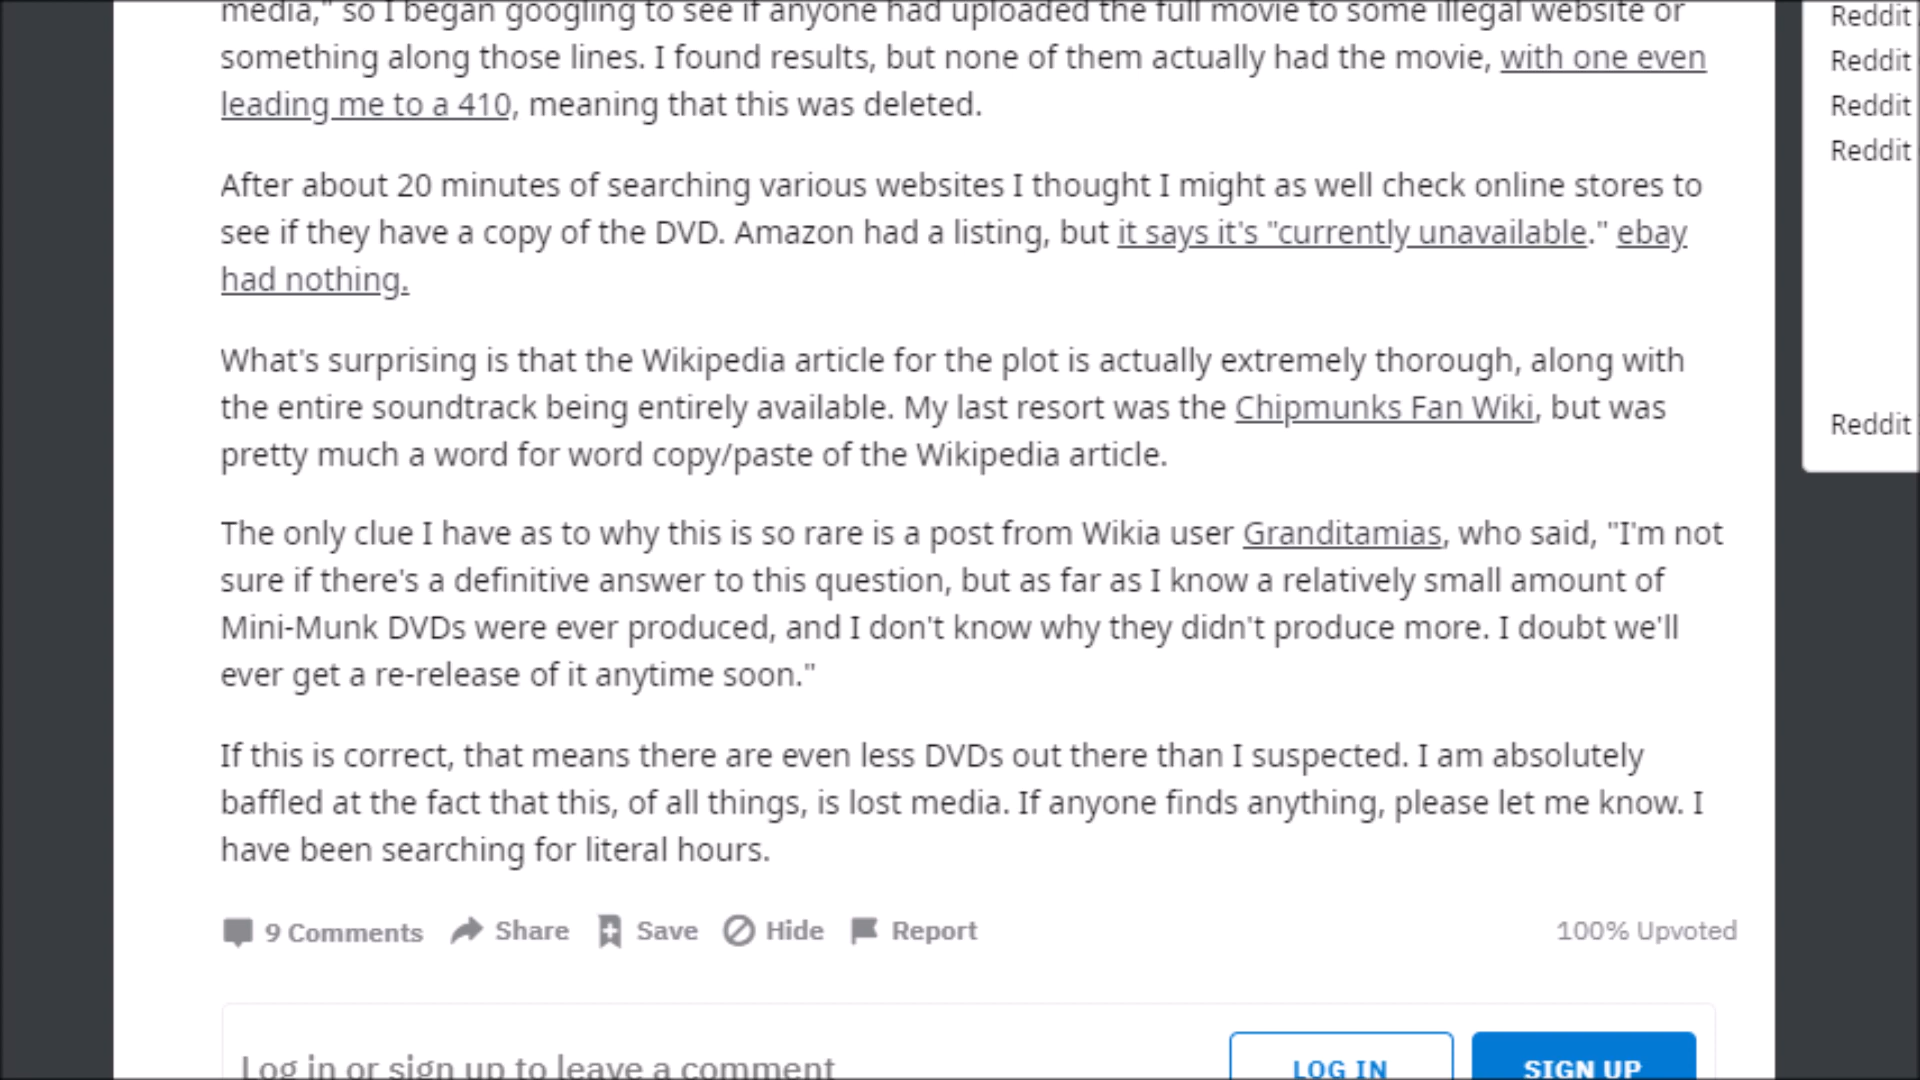 media," so I began googling to see if anyone had uploaded the full movie to some illegal website or
something along those lines. I found results, but none of them actually had the movie, with one even
leading me to a 410, meaning that this was deleted.
After about 20 minutes of searching various websites I thought I might as well check online stores to
see if they have a copy of the DVD. Amazon had a listing, but it says it's "currently unavailable." ebay
had nothing.
What's surprising is that the Wikipedia article for the plot is actually extremely thorough, along with
the entire soundtrack being entirely available. My last resort was the Chipmunks Fan Wiki, but was
pretty much a word for word copy/paste of the Wikipedia article.
The only clue I have as to why this is so rare is a post from Wikia user Granditamias, who said, "I'm not
sure if there's a definitive answer to this question, but as far as I know a relatively small amount of
Mini-Munk DVDs were ever produced, and I don't know why they didn't produce more. I doubt we'll
ever get a re-release of it anytime soon."
If this is correct, that means there are even less DVDs out there than I suspected. I am absolutely
baffled at the fact that this, of all things, is lost media. If anyone finds anything, please let me know. I
have been searching for literal hours.
9 Comments Share Save Hide Report 100% Upvoted
Log in or sign up to leave a comment LOG IN SIGN UP
Reddit
Reddit
Reddit
Reddit
Reddit